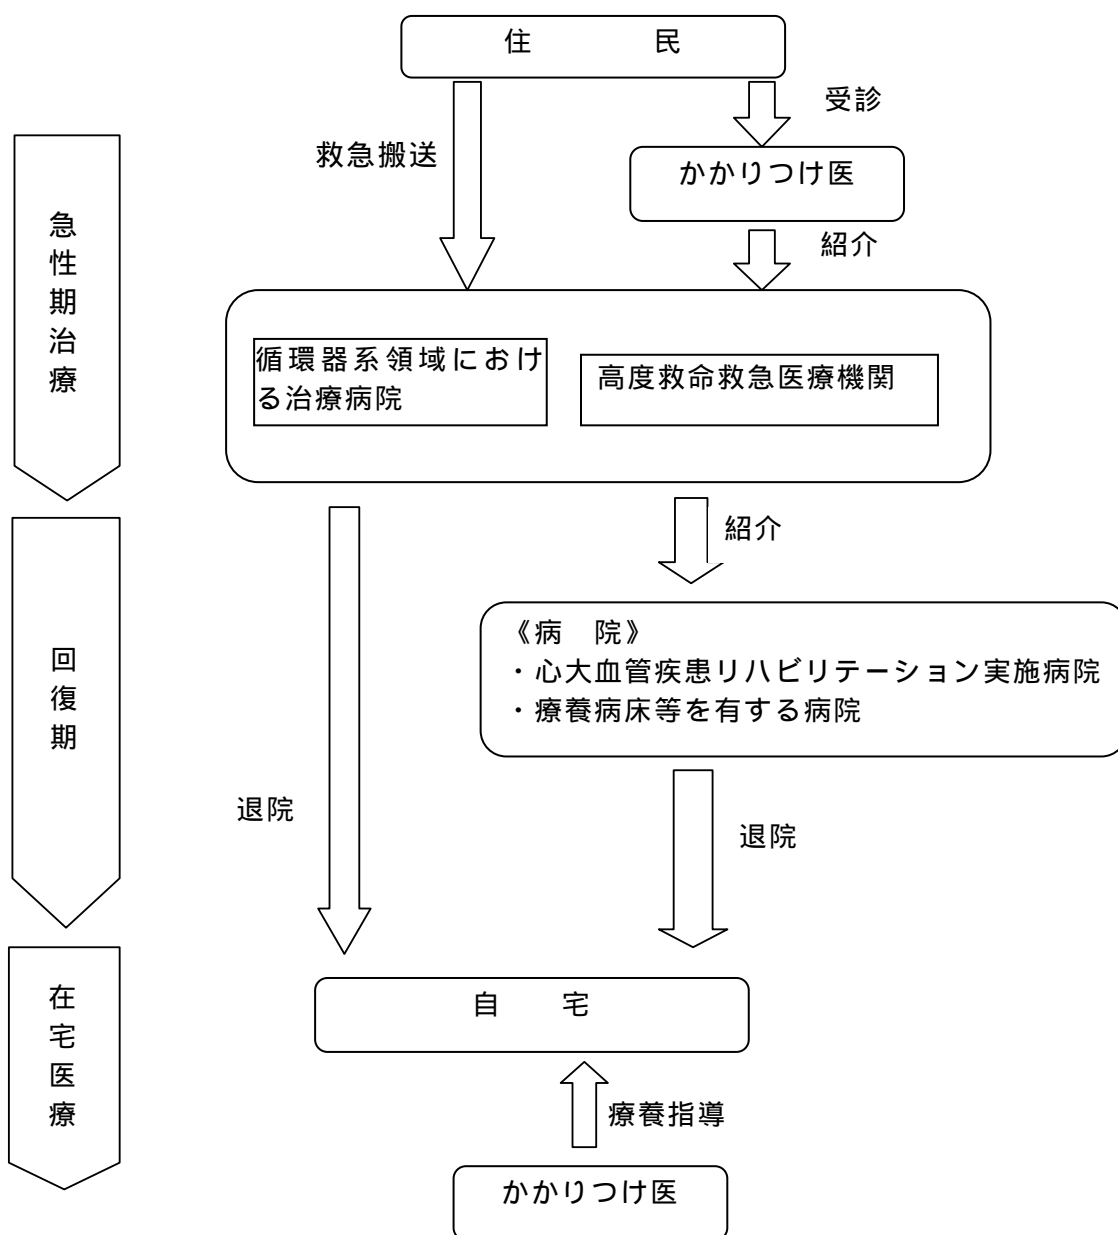 住　　　　民
受診
救急搬送
かかりつけ医
紹介
急性期治療
循環器系領域におけ
る治療病院
高度救命救急医療機関
紹介
回復期
《病　院》
・心大血管疾患リハビリテーション実施病院
・療養病床等を有する病院
退院
退院
在宅医療
自　　宅
療養指導
かかりつけ医